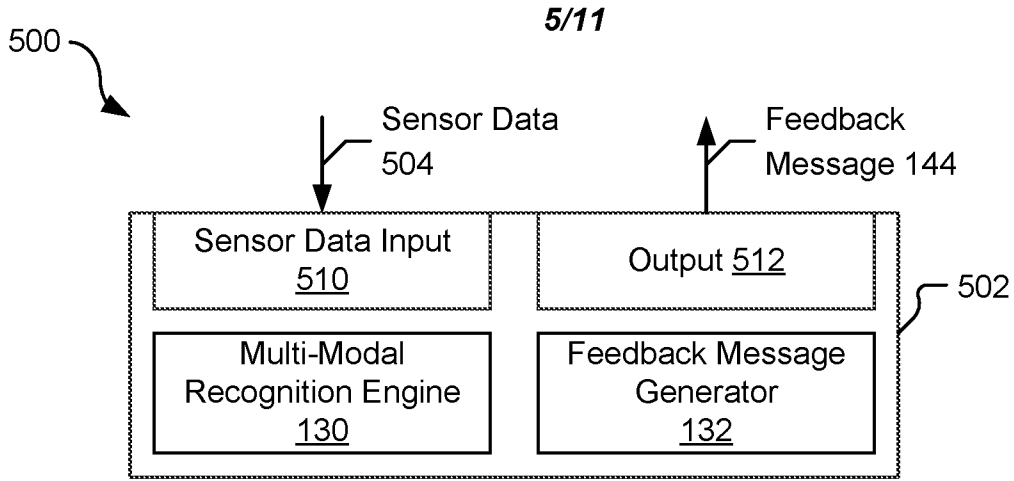 5/11
500
Sensor Data
504
Feedback
Message 144
Sensor Data Input
510
Output 512
502
Multi-Modal
Recognition Engine
130
Feedback Message
Generator
132